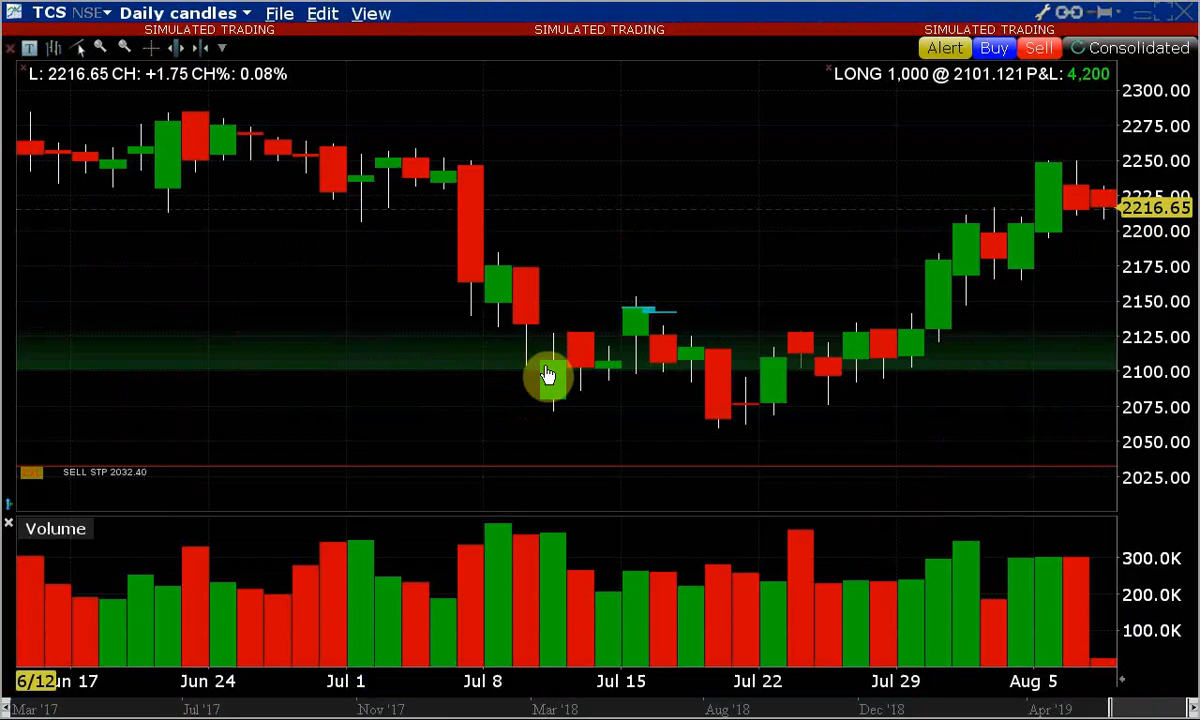 TCS NSE Daily candles File Edit View
SIMULATED TRADING SIMULATED TRADING SIMULATED TRADING
Alert Buy Sell Consolidated
L: 2216.65 CH: +1.75 CH%: 0.08% LONG 1,000 @ 2101.121 P&L: 4,200
2300.00
2275.00
2250.00
2225.00
2216.65
2200.00
2175.00
2150.00
2125.00
2100.00
2075.00
2050.00
SELL STP 2032.40
2025.00
Volume
300.0K
200.0K
100.0K
6/12 un 17 Jun 24 Jul 1 Jul 8 Jul 15 Jul 22 Jul 29 Aug 5
Mar '17 Jul '17 Nov '17 Mar '18 Aug '18 Dec '18 Apr '19